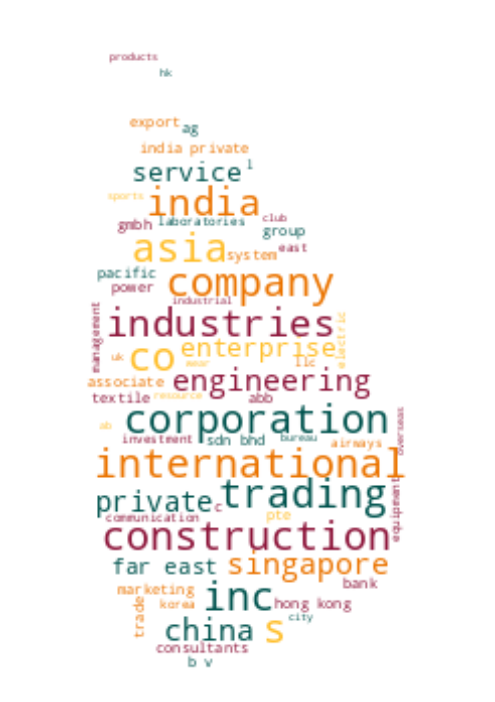 products
hk
export ag
india private
service l
sports india
gmbh laboratories club
group
asia system east
pacific company
power
industrial
management industries
uk co enterprise electric
wear llc
associate engineering
textile resource abb
ab corporation overseas
investment sdn bhd bureau airways
international
private c trading equipment
communication pte
construction
far east singapore
marketing inc bank
trade korea hong kong
china s city
consultants
b v